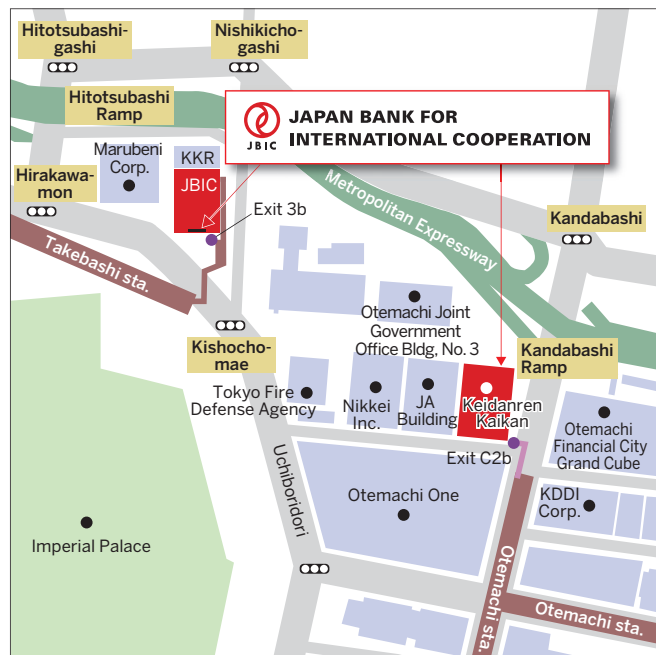 Hitotsubashi-
gashi
Nishikicho-
gashi
Hitotsubashi
Ramp
JBIC
JAPAN BANK FOR
INTERNATIONAL COOPERATION
Marubeni
Corp.
KKR
JBIC
Hirakawa-
mon
Exit 3b
Takebashi sta.
Metropolitan Expressway
Kandabashi
Otemachi Joint
Government
Office Bldg, No. 3
Kishocho-
mae
Kandabashi
Ramp
Tokyo Fire
Defense Agency
Nikkei
Inc.
JA
Building
Keidanren
Kaikan
Otemachi
Financial City
Grand Cube
Exit C2b
Uchiboridori
Otemachi One
KDDI
Corp.
Imperial Palace
Otemachi sta.
Otemachi sta.